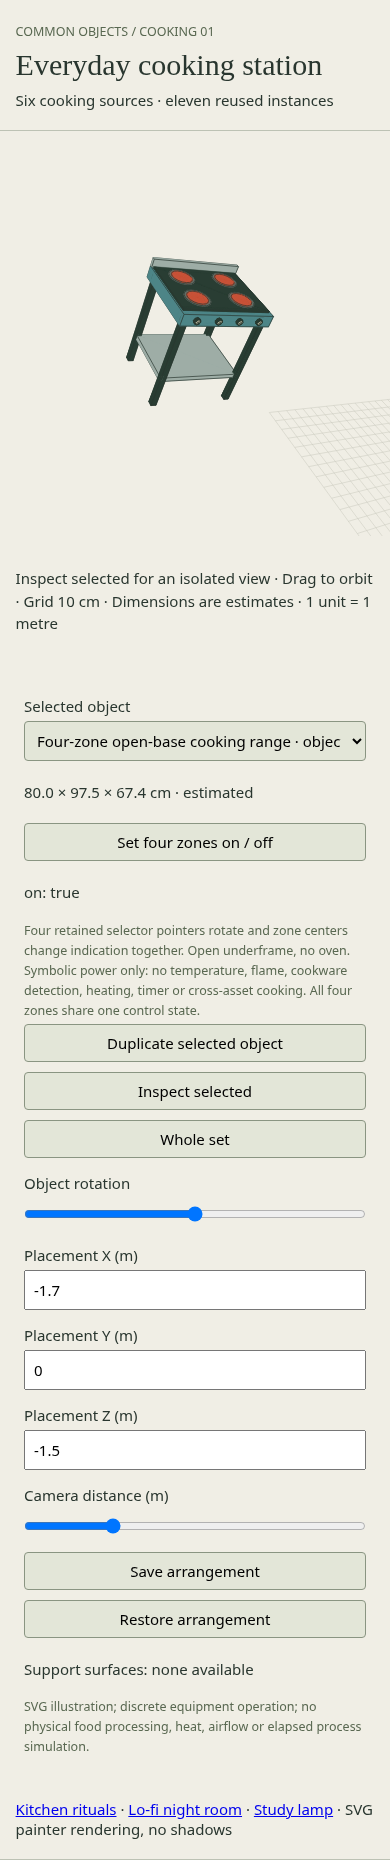 COMMON OBJECTS / COOKING 01
Everyday cooking station
Six cooking sources · eleven reused instances
Inspect selected for an isolated view · Drag to orbit
· Grid 10 cm · Dimensions are estimates · 1 unit = 1
metre
Selected object
Four-zone open-base cooking range · objec
80.0 × 97.5 × 67.4 cm · estimated
Set four zones on / off
on: true
Four retained selector pointers rotate and zone centers
change indication together. Open underframe, no oven.
Symbolic power only: no temperature, flame, cookware
detection, heating, timer or cross-asset cooking. All four
zones share one control state.
Duplicate selected object
Inspect selected
Whole set
Object rotation
Placement X (m)
-1.7
Placement Y (m)
0
Placement Z (m)
-1.5
Camera distance (m)
Save arrangement
Restore arrangement
Support surfaces: none available
SVG illustration; discrete equipment operation; no
physical food processing, heat, airflow or elapsed process
simulation.
Kitchen rituals · Lo-fi night room · Study lamp · SVG
painter rendering, no shadows